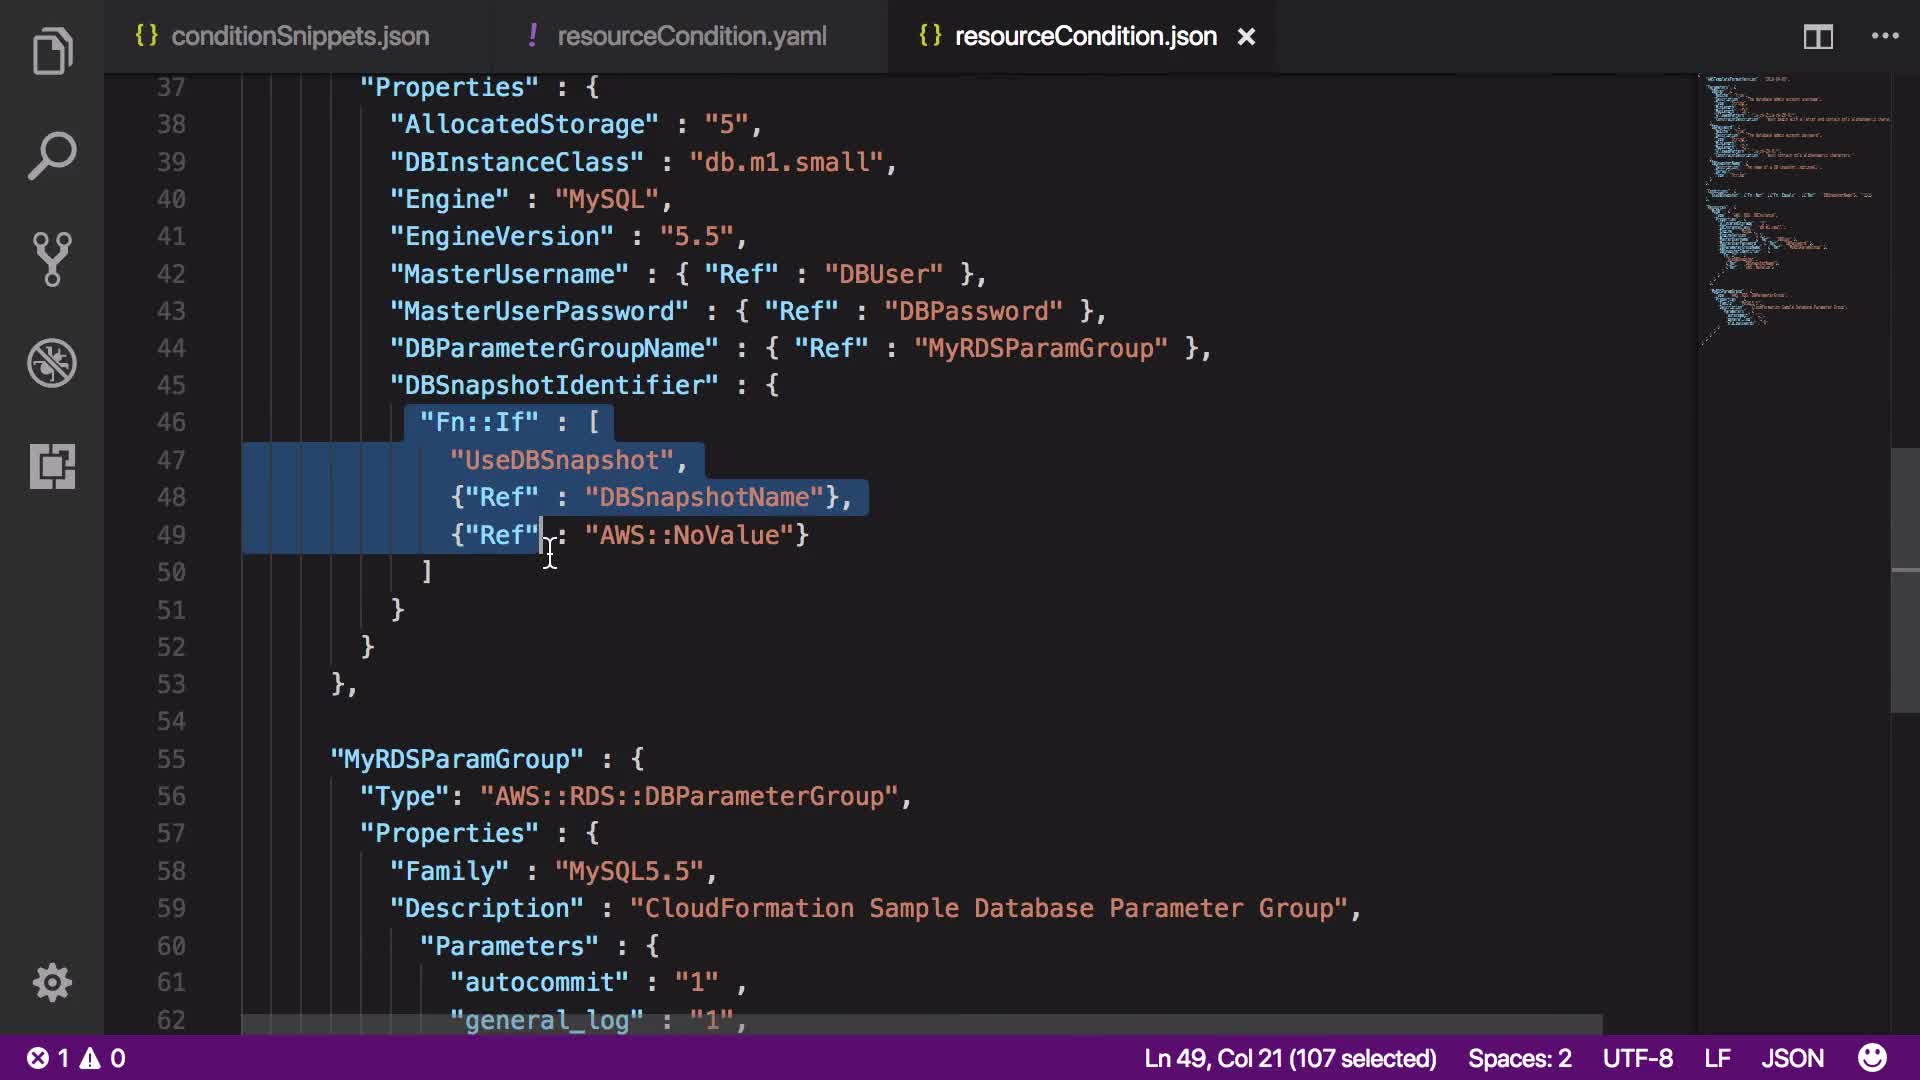 {} conditionSnippets.json ! resourceCondition.yaml {} resourceCondition.json ×
37 "Properties" : {
38 "AllocatedStorage" : "5",
39 "DBInstanceClass" : "db.m1.small",
40 "Engine" : "MySQL",
41 "EngineVersion" : "5.5",
42 "MasterUsername" : { "Ref" : "DBUser" },
43 "MasterUserPassword" : { "Ref" : "DBPassword" },
44 "DBParameterGroupName" : { "Ref" : "MyRDSParamGroup" },
45 "DBSnapshotIdentifier" : {
46 "Fn::If" : [
47 "UseDBSnapshot",
48 {"Ref" : "DBSnapshotName"},
49 {"Ref" : "AWS::NoValue"}
50 ]
51 }
52 }
53 },
54
55 "MyRDSParamGroup" : {
56 "Type": "AWS::RDS::DBParameterGroup",
57 "Properties" : {
58 "Family" : "MySQL5.5",
59 "Description" : "CloudFormation Sample Database Parameter Group",
60 "Parameters" : {
61 "autocommit" : "1" ,
62 "general_log" : "1",
1 0 Ln 49, Col 21 (107 selected) Spaces: 2 UTF-8 LF JSON